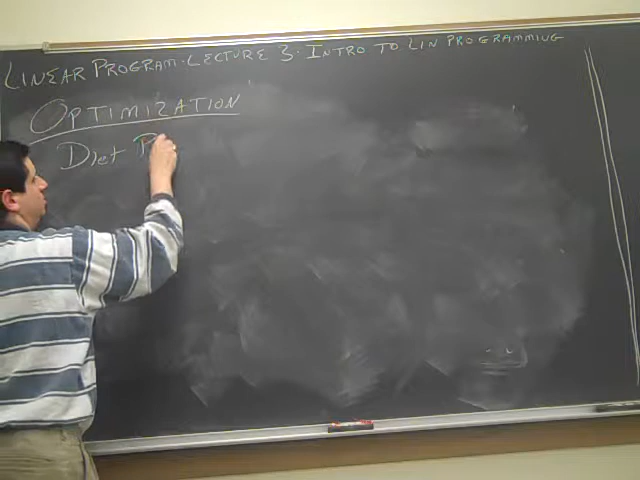 LINEAR PROGRAM. LECTURE 3. INTRO TO LIN PROGRAMMING
OPTIMIZATION
Diet P